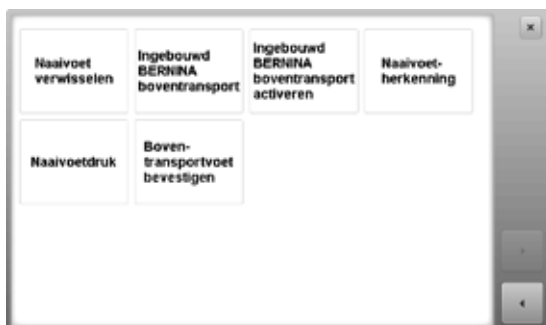 Naaivoet
verwisselen
Ingebouwd
BERNINA
boventransport
Ingebouwd
BERNINA
boventransport
activeren
Naaivoet-
herkenning
Naaivoetdruk
Boven-
transportvoet
bevestigen